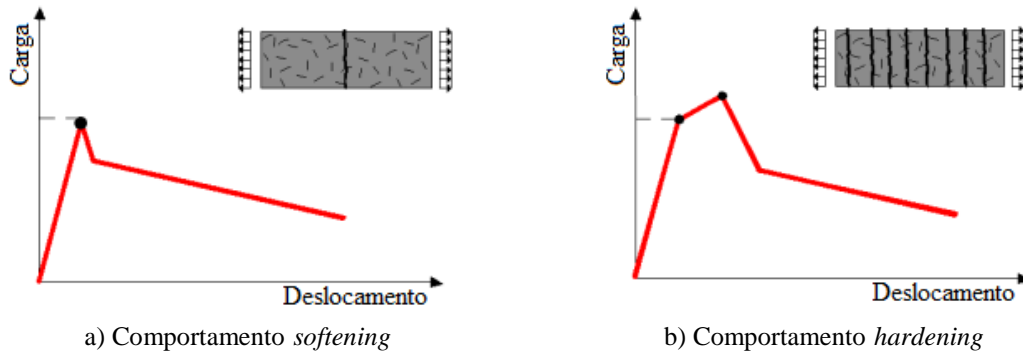 Carga
Deslocamento
a) Comportamento softening
Carga
Deslocamento
b) Comportamento hardening